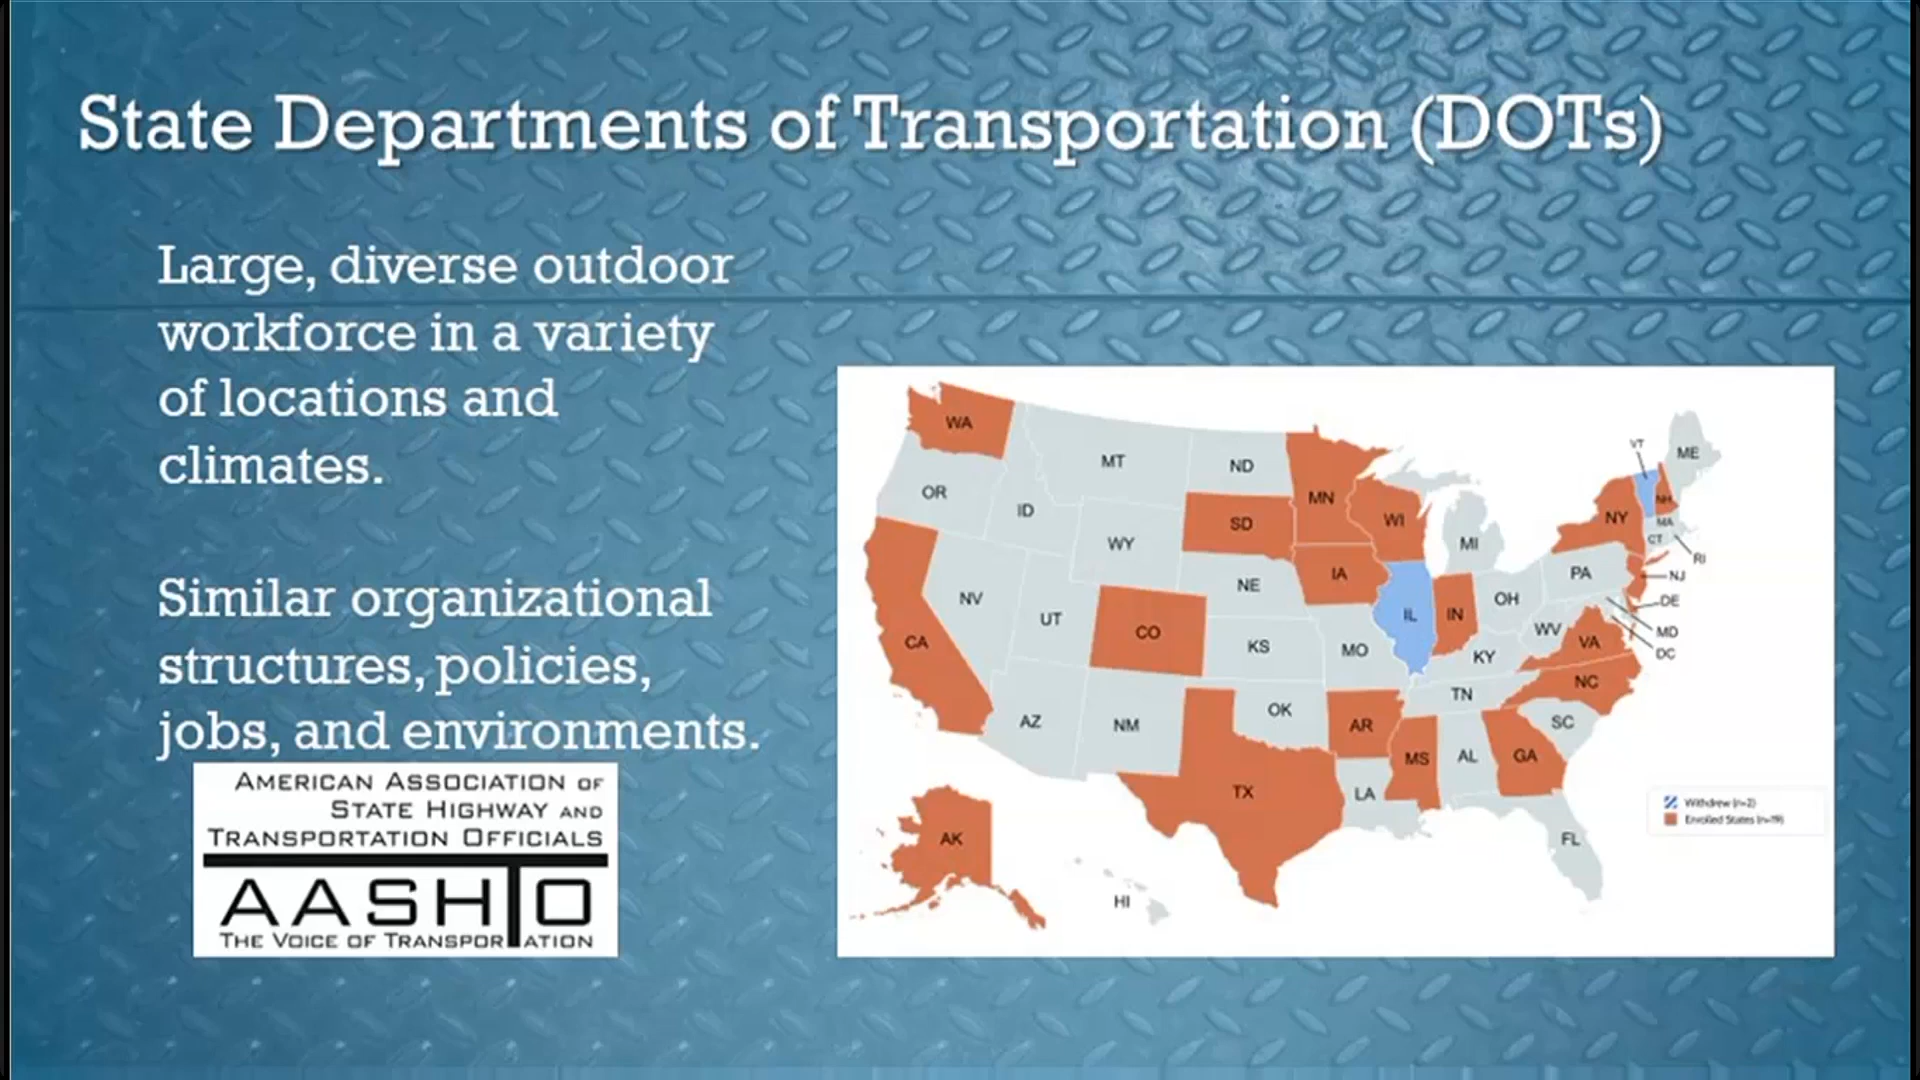 State Departments of Transportation (DOTs)
Large, diverse outdoor
workforce in a variety
of locations and
climates.
Similar organizational
structures, policies,
jobs, and environments.
AMERICAN ASSOCIATION OF
STATE HIGHWAY AND
TRANSPORTATION OFFICIALS
AASHTO
THE VOICE OF TRANSPORTATION
WA
MT
ND
MN
VT
ME
OR
ID
SD
WI
NY
NH
MA
WY
MI
CT
RI
NV
UT
CO
NE
IA
IL
IN
OH
PA
NJ
DE
CA
KS
MO
KY
WV
VA
MD
DC
AZ
NM
OK
AR
TN
NC
SC
TX
LA
MS
AL
GA
FL
AK
HI
Withdrew (n=2)
Enrolled States (n=19)